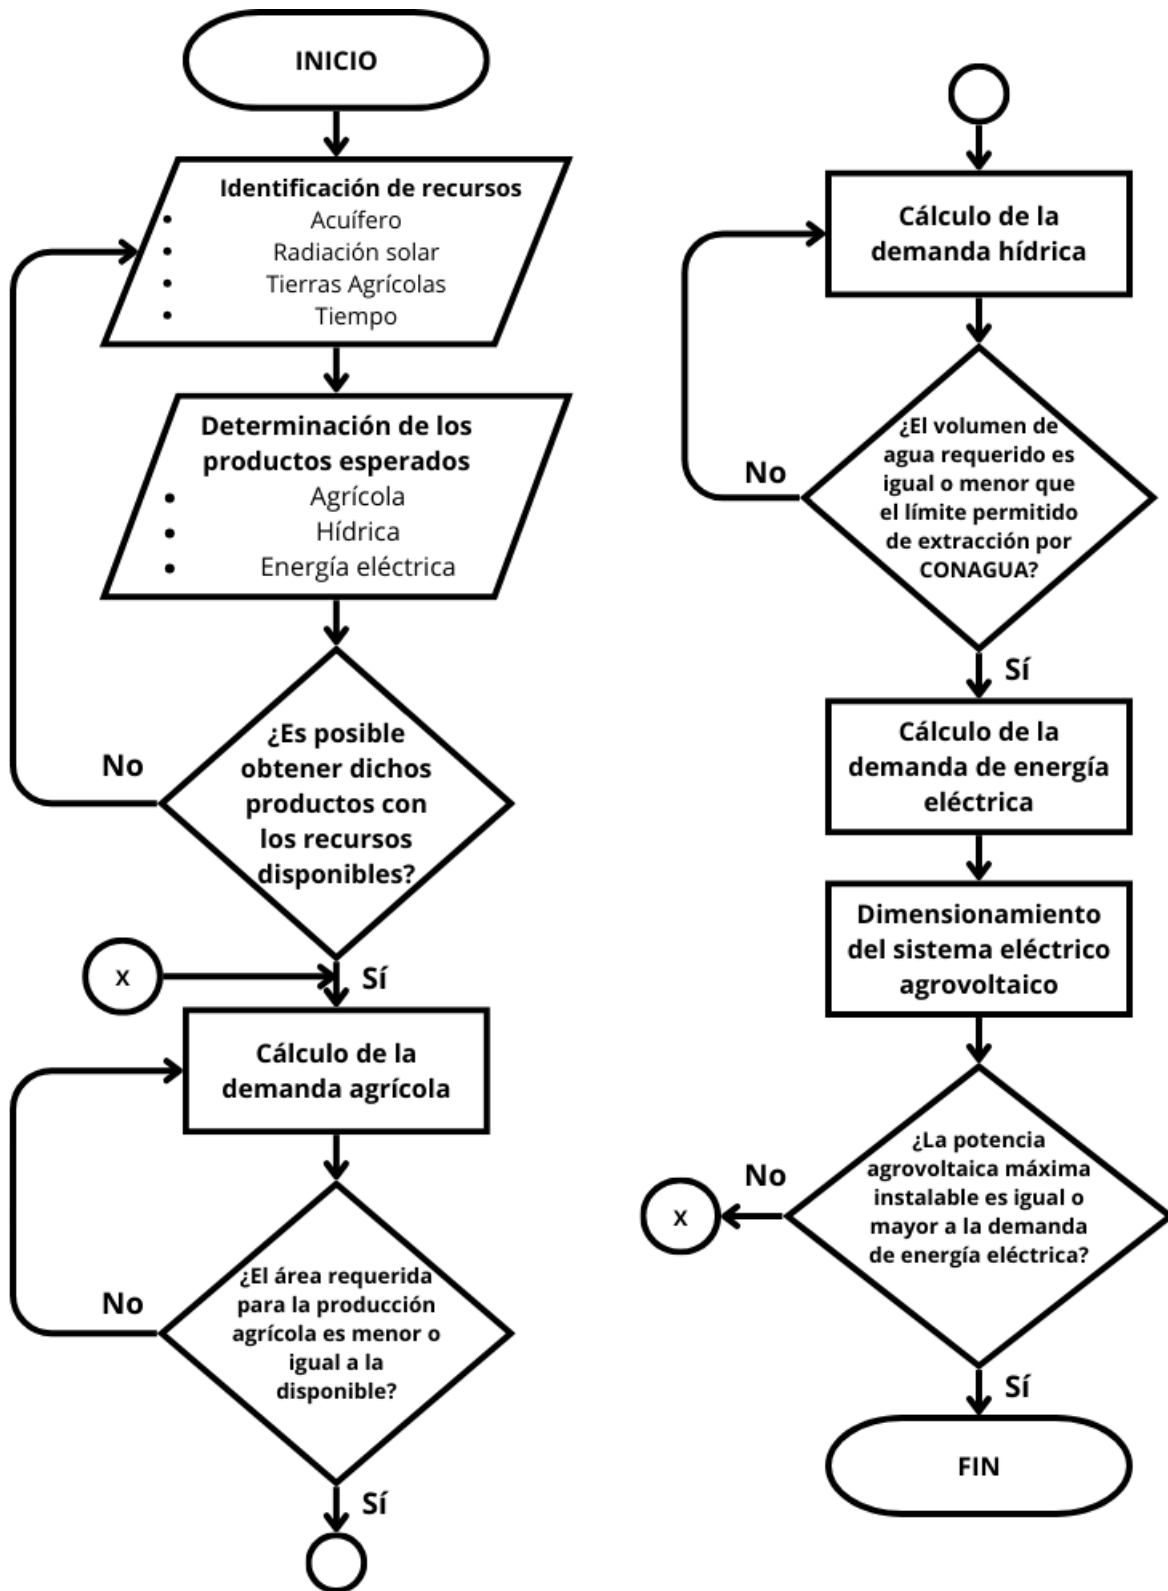 INICIO
Identificación de recursos
• Acuífero
• Radiación solar
• Tierras Agrícolas
• Tiempo
Determinación de los
productos esperados
• Agrícola
• Hídrica
• Energía eléctrica
¿Es posible
obtener dichos
productos con
los recursos
disponibles?
No
Sí
X
Cálculo de la
demanda agrícola
¿El área requerida
para la producción
agrícola es menor o
igual a la
disponible?
No
Sí
Cálculo de la
demanda hídrica
¿El volumen de
agua requerido es
igual o menor que
el límite permitido
de extracción por
CONAGUA?
No
Sí
Cálculo de la
demanda de energía
eléctrica
Dimensionamiento
del sistema eléctrico
agrovoltaico
¿La potencia
agrovoltaica máxima
instalable es igual o
mayor a la demanda
de energía eléctrica?
No
X
Sí
FIN